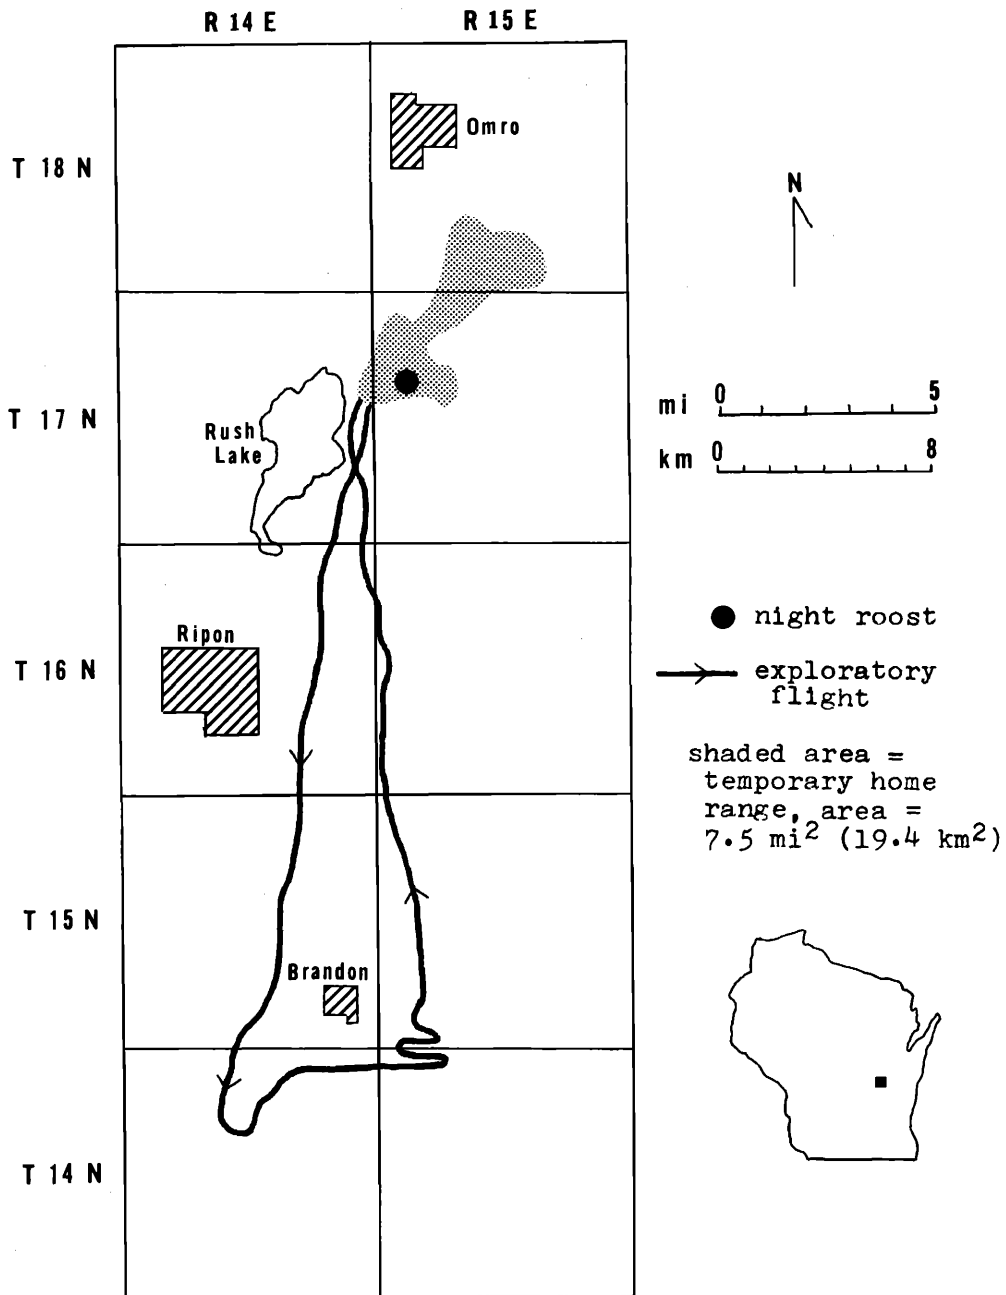 R 14 E
R 15 E
Omro
T 18 N
N
T 17 N
Rush
Lake
mi 0 5
km 0 8
Ripon
T 16 N
night roost
exploratory
flight
shaded area =
temporary home
range, area =
7.5 mi² (19.4 km²)
T 15 N
Brandon
T 14 N